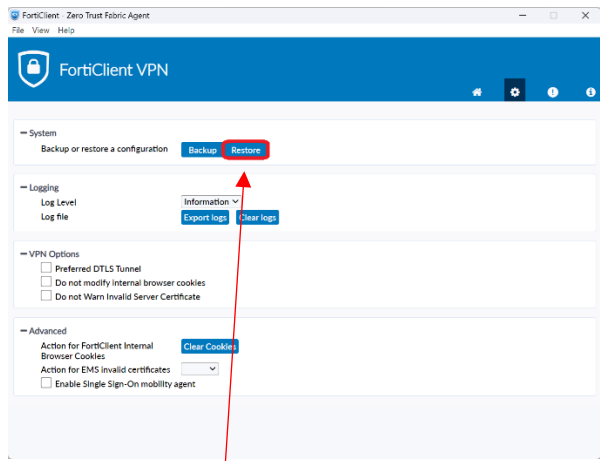 FortiClient - Zero Trust Fabric Agent
File View Help
FortiClient VPN
System
Backup or restore a configuration Backup Restore
Logging
Log Level Information
Log file Export logs Clear logs
VPN Options
Preferred DTLS Tunnel
Do not modify internal browser cookies
Do not Warn Invalid Server Certificate
Advanced
Action for FortiClient Internal Clear Cookies
Browser Cookies
Action for EMS invalid certificates
Enable Single Sign-On mobility agent